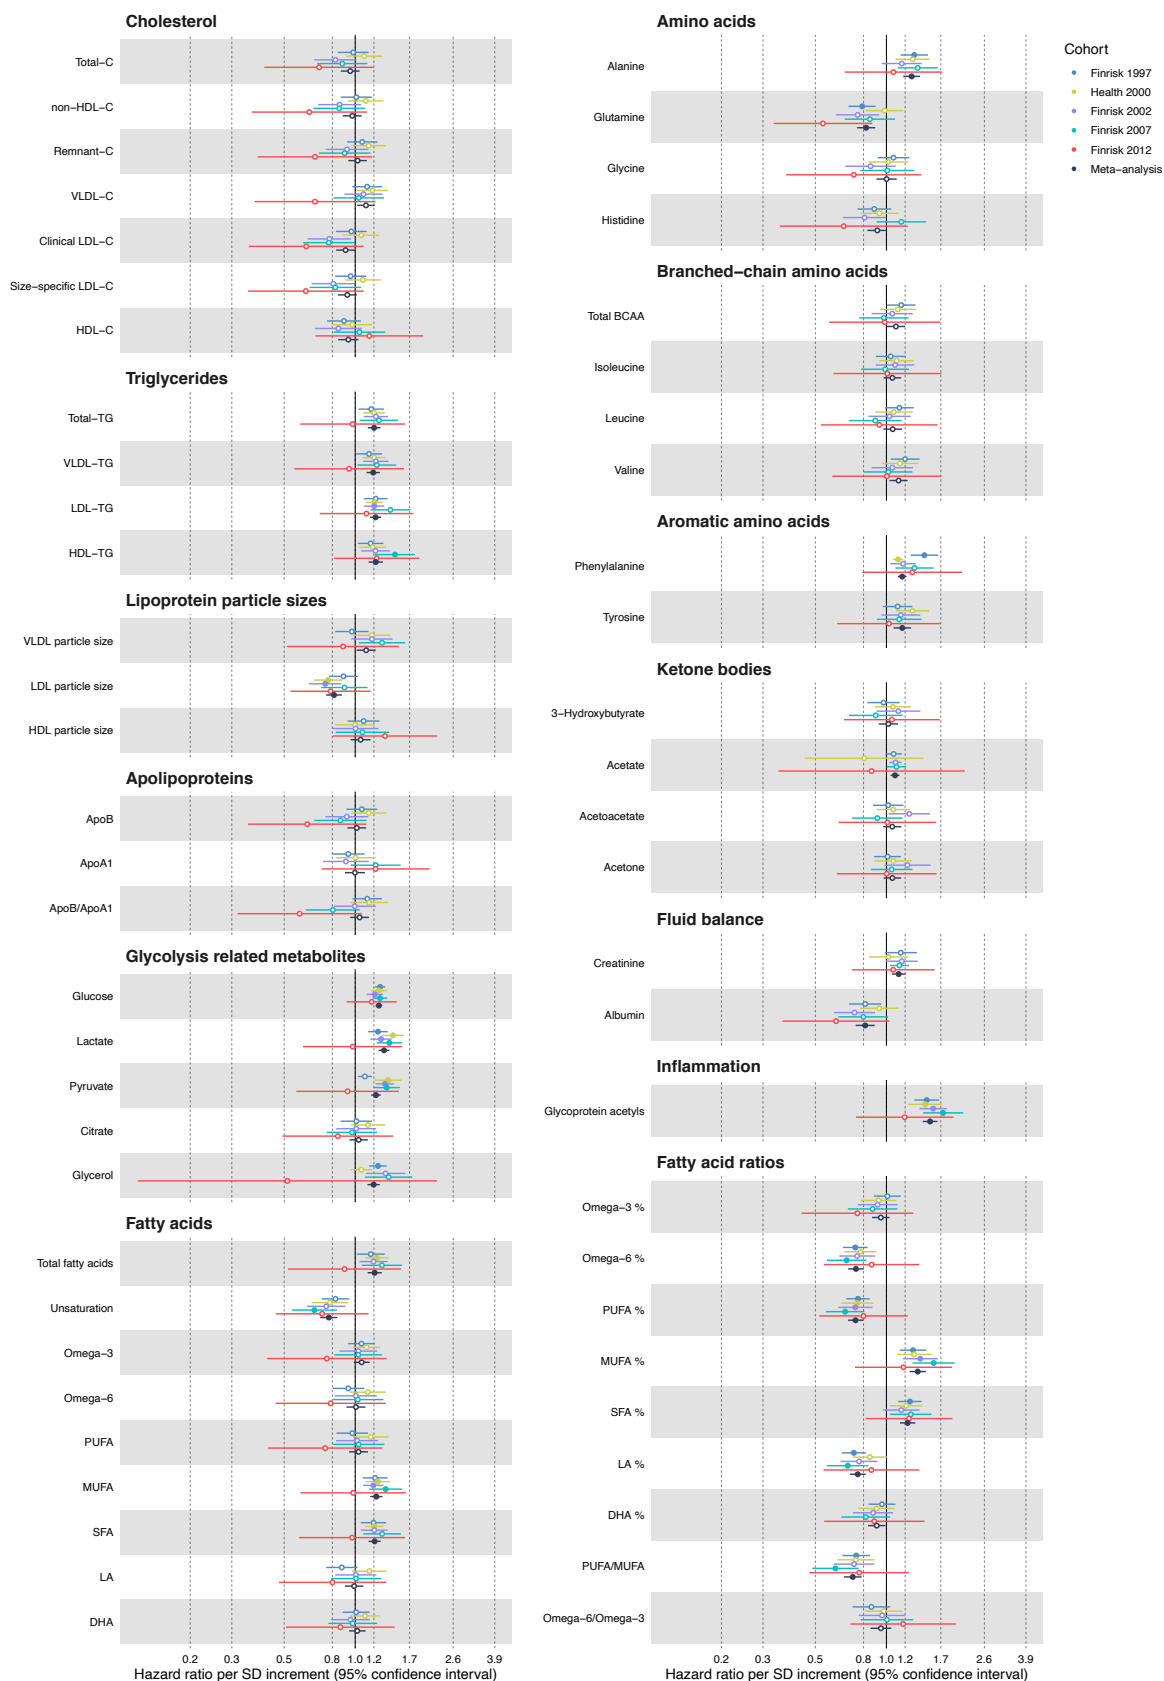 Cholesterol
Total−C
non−HDL−C
Remnant−C
VLDL−C
Clinical LDL−C
Size−specific LDL−C
HDL−C
Triglycerides
Total−TG
VLDL−TG
LDL−TG
HDL−TG
Lipoprotein particle sizes
VLDL particle size
LDL particle size
HDL particle size
Apolipoproteins
ApoB
ApoA1
ApoB/ApoA1
Glycolysis related metabolites
Glucose
Lactate
Pyruvate
Citrate
Glycerol
Fatty acids
Total fatty acids
Unsaturation
Omega−3
Omega−6
PUFA
MUFA
SFA
LA
DHA
0.2 0.3 0.5 0.8 1.0 1.2 1.7 2.6 3.9
Hazard ratio per SD increment (95% confidence interval)
Amino acids
Alanine
Glutamine
Glycine
Histidine
Branched−chain amino acids
Total BCAA
Isoleucine
Leucine
Valine
Aromatic amino acids
Phenylalanine
Tyrosine
Ketone bodies
3−Hydroxybutyrate
Acetate
Acetoacetate
Acetone
Fluid balance
Creatinine
Albumin
Inflammation
Glycoprotein acetyls
Fatty acid ratios
Omega−3 %
Omega−6 %
PUFA %
MUFA %
SFA %
LA %
DHA %
PUFA/MUFA
Omega−6/Omega−3
0.2 0.3 0.5 0.8 1.0 1.2 1.7 2.6 3.9
Hazard ratio per SD increment (95% confidence interval)
Cohort
Finrisk 1997
Health 2000
Finrisk 2002
Finrisk 2007
Finrisk 2012
Meta−analysis